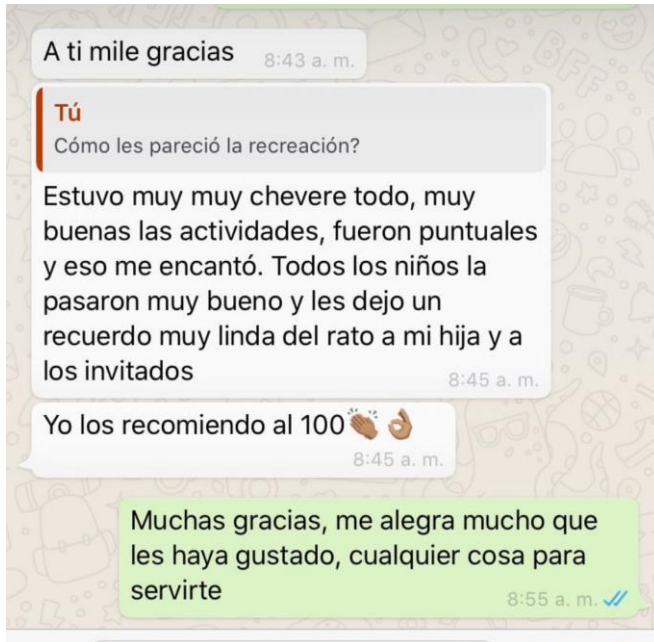 A ti mile gracias 8:43 a. m.
Tú
Cómo les pareció la recreación?
Estuvo muy muy chevere todo, muy
buenas las actividades, fueron puntuales
y eso me encantó. Todos los niños la
pasaron muy bueno y les dejo un
recuerdo muy linda del rato a mi hija y a
los invitados 8:45 a. m.
Yo los recomiendo al 100👏🏽👌🏽
8:45 a. m.
Muchas gracias, me alegra mucho que
les haya gustado, cualquier cosa para
servirte 8:55 a. m.